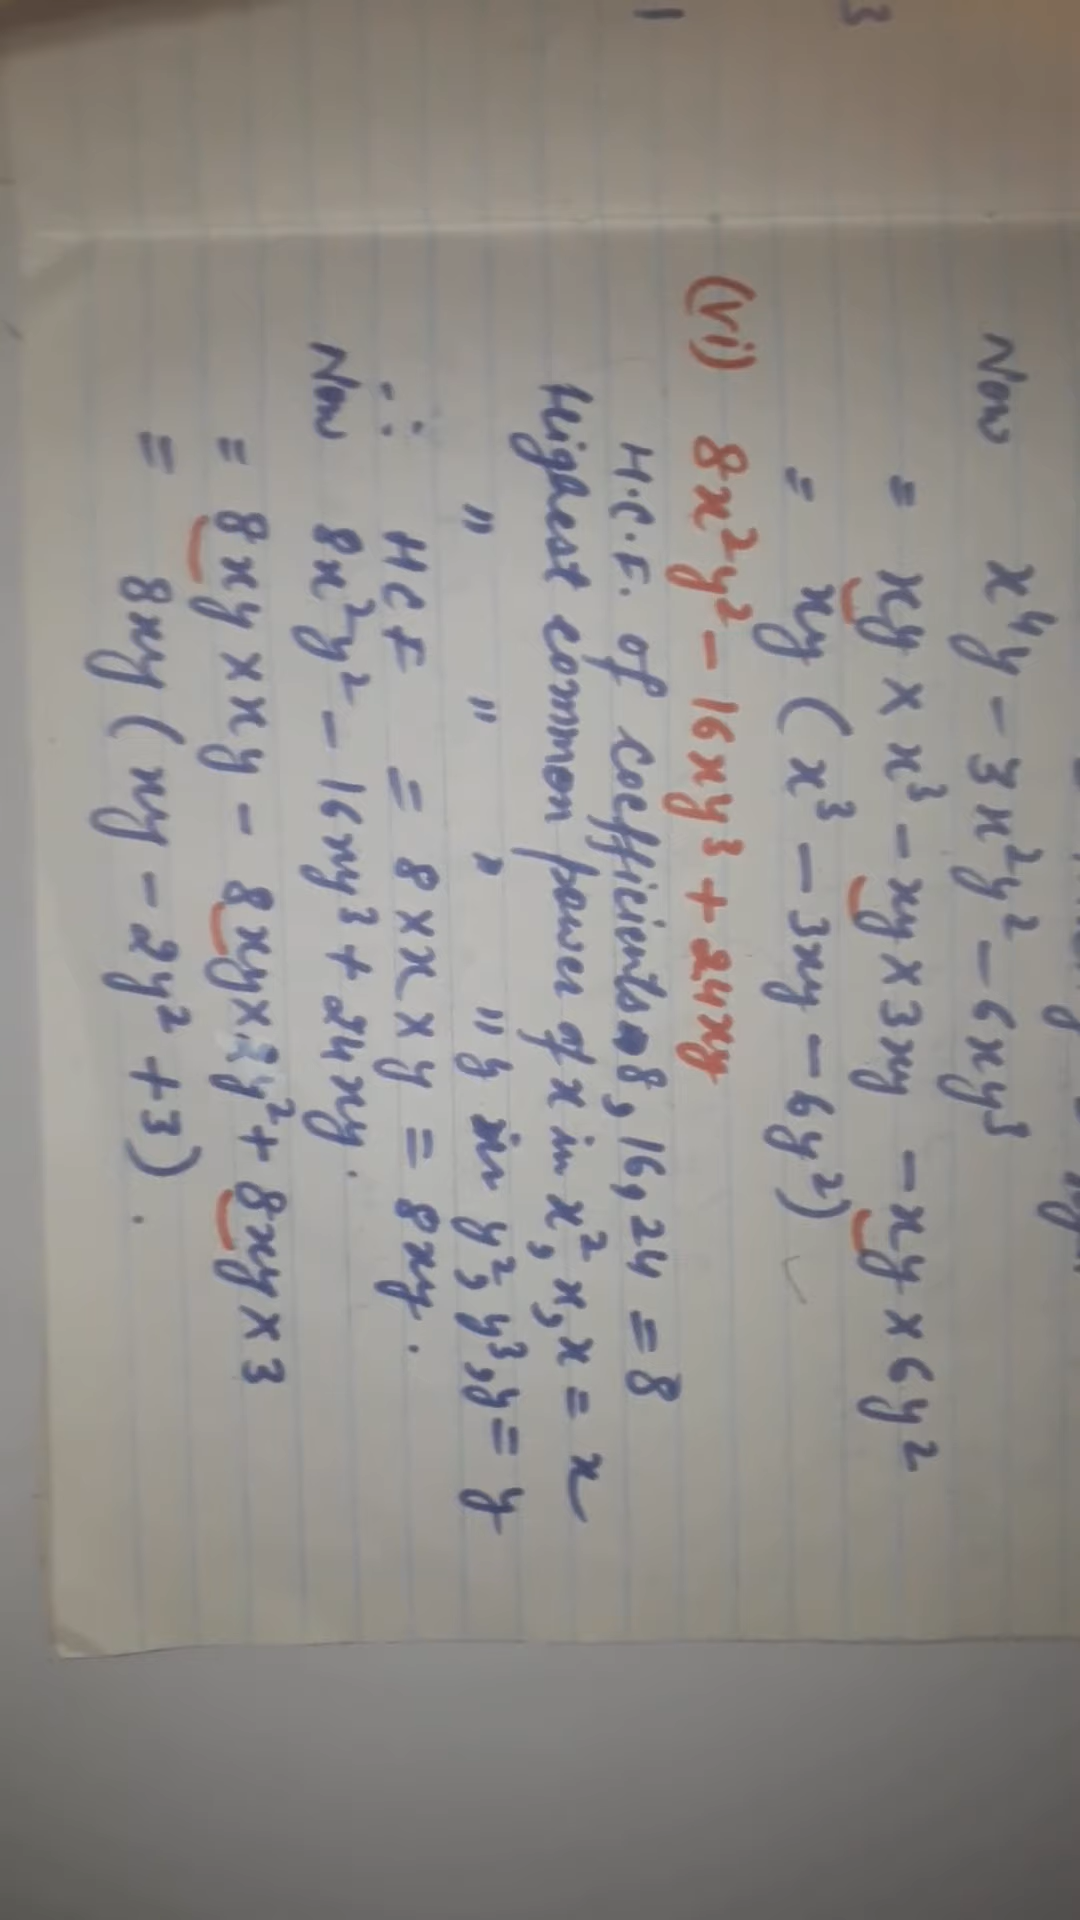 Now x⁴y - 3x²y² - 6xy³
= xy × x³ - xy × 3xy - xy × 6y²
= xy (x³ - 3xy - 6y²)
(vi) 8x²y² - 16xy³ + 24xy
H.C.F. of coefficients 8, 16, 24 = 8
Highest common power of x in x², x, x = x
" " " " y in y², y³, y = y
∴ HCF = 8 × x × y = 8xy.
Now 8x²y² - 16xy³ + 24xy.
= 8xy × xy - 8xy × 2y² + 8xy × 3
= 8xy (xy - 2y² + 3).